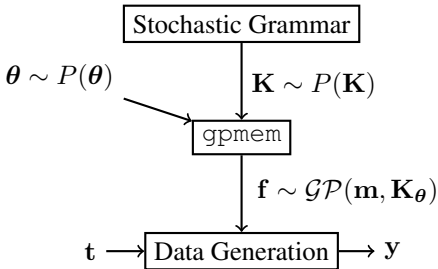 Stochastic Grammar
θ ∼ P(θ)
K ∼ P(K)
gpmem
f ∼ 𝒢𝒫(m, K_θ)
t Data Generation y